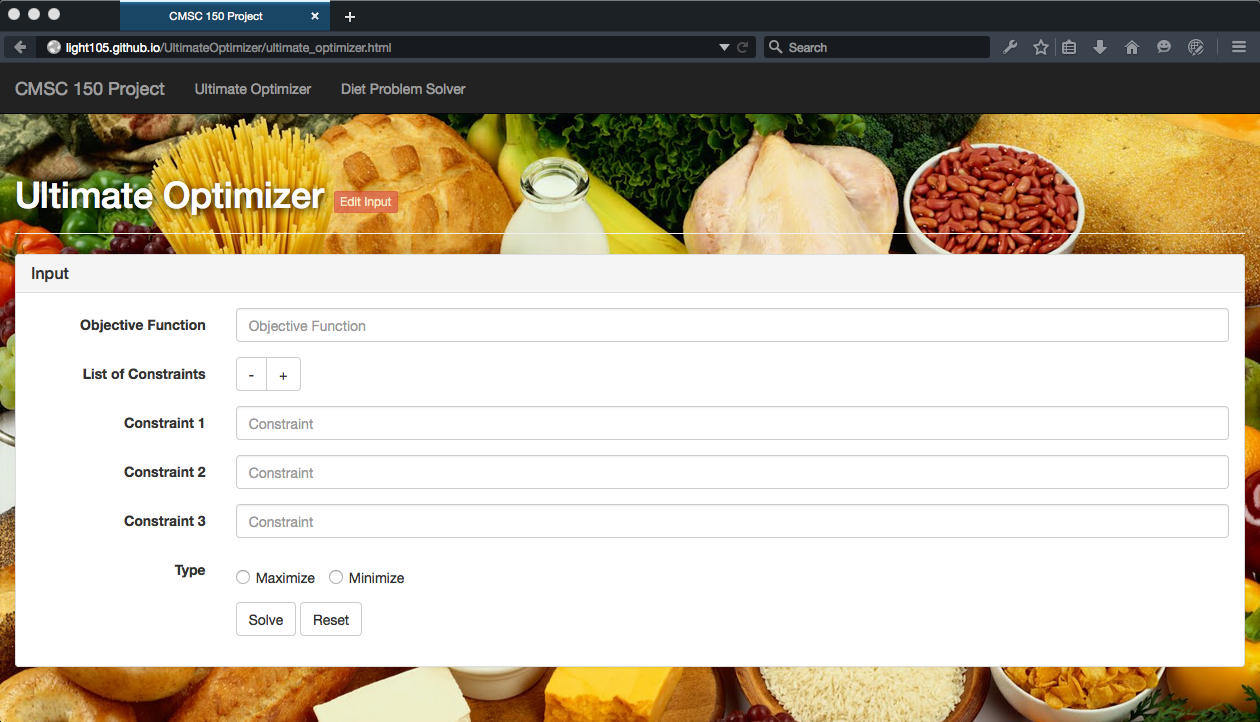 CMSC 150 Project
light105.github.io/UltimateOptimizer/ultimate_optimizer.html
Search
CMSC 150 Project Ultimate Optimizer Diet Problem Solver
Ultimate Optimizer Edit Input
Input
Objective Function Objective Function
List of Constraints - +
Constraint 1 Constraint
Constraint 2 Constraint
Constraint 3 Constraint
Type Maximize Minimize
Solve Reset